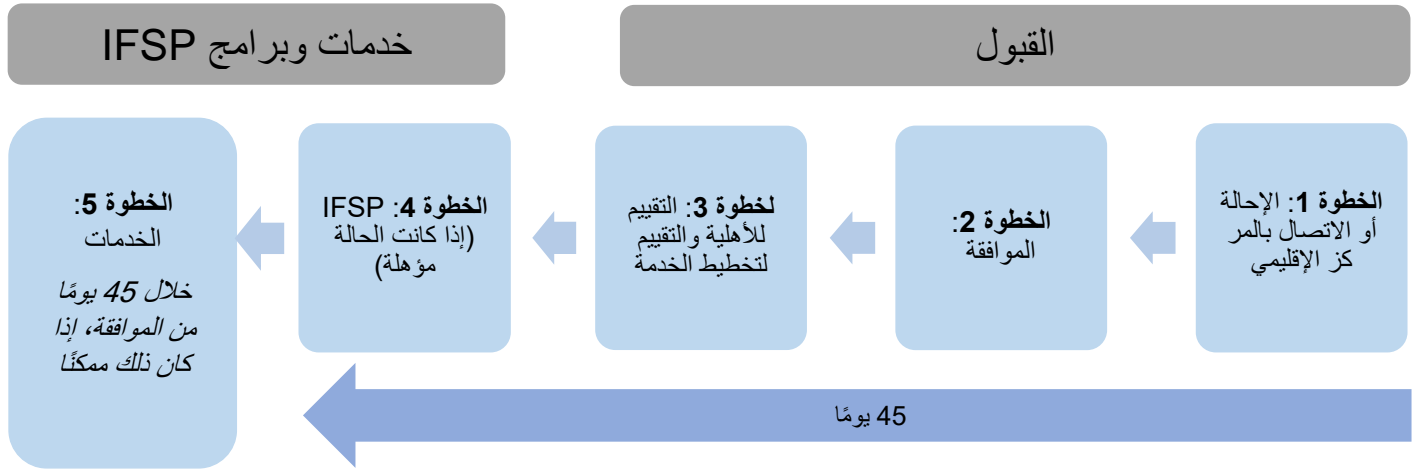 القبول
خدمات وبرامج IFSP
الخطوة 1: الإحالة
أو الاتصال بالمر
كز الإقليمي
الخطوة 2:
الموافقة
لخطوة 3: التقييم
للأهلية والتقييم
لتخطيط الخدمة
الخطوة 4: IFSP
(إذا كانت الحالة
مؤهلة)
الخطوة 5:
الخدمات
خلال 45 يومًا
من الموافقة، إذا
كان ذلك ممكنًا
45 يومًا